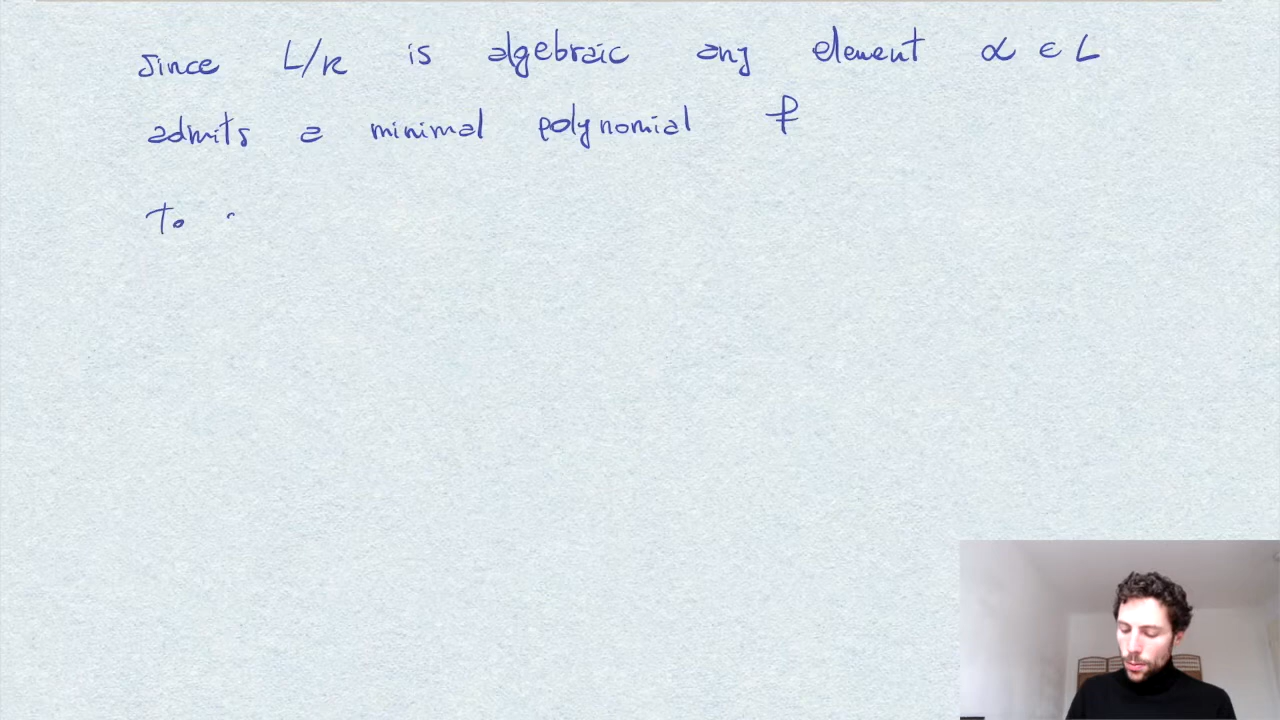 since L/k is algebraic any element α ∈ L
admits a minimal polynomial f
To